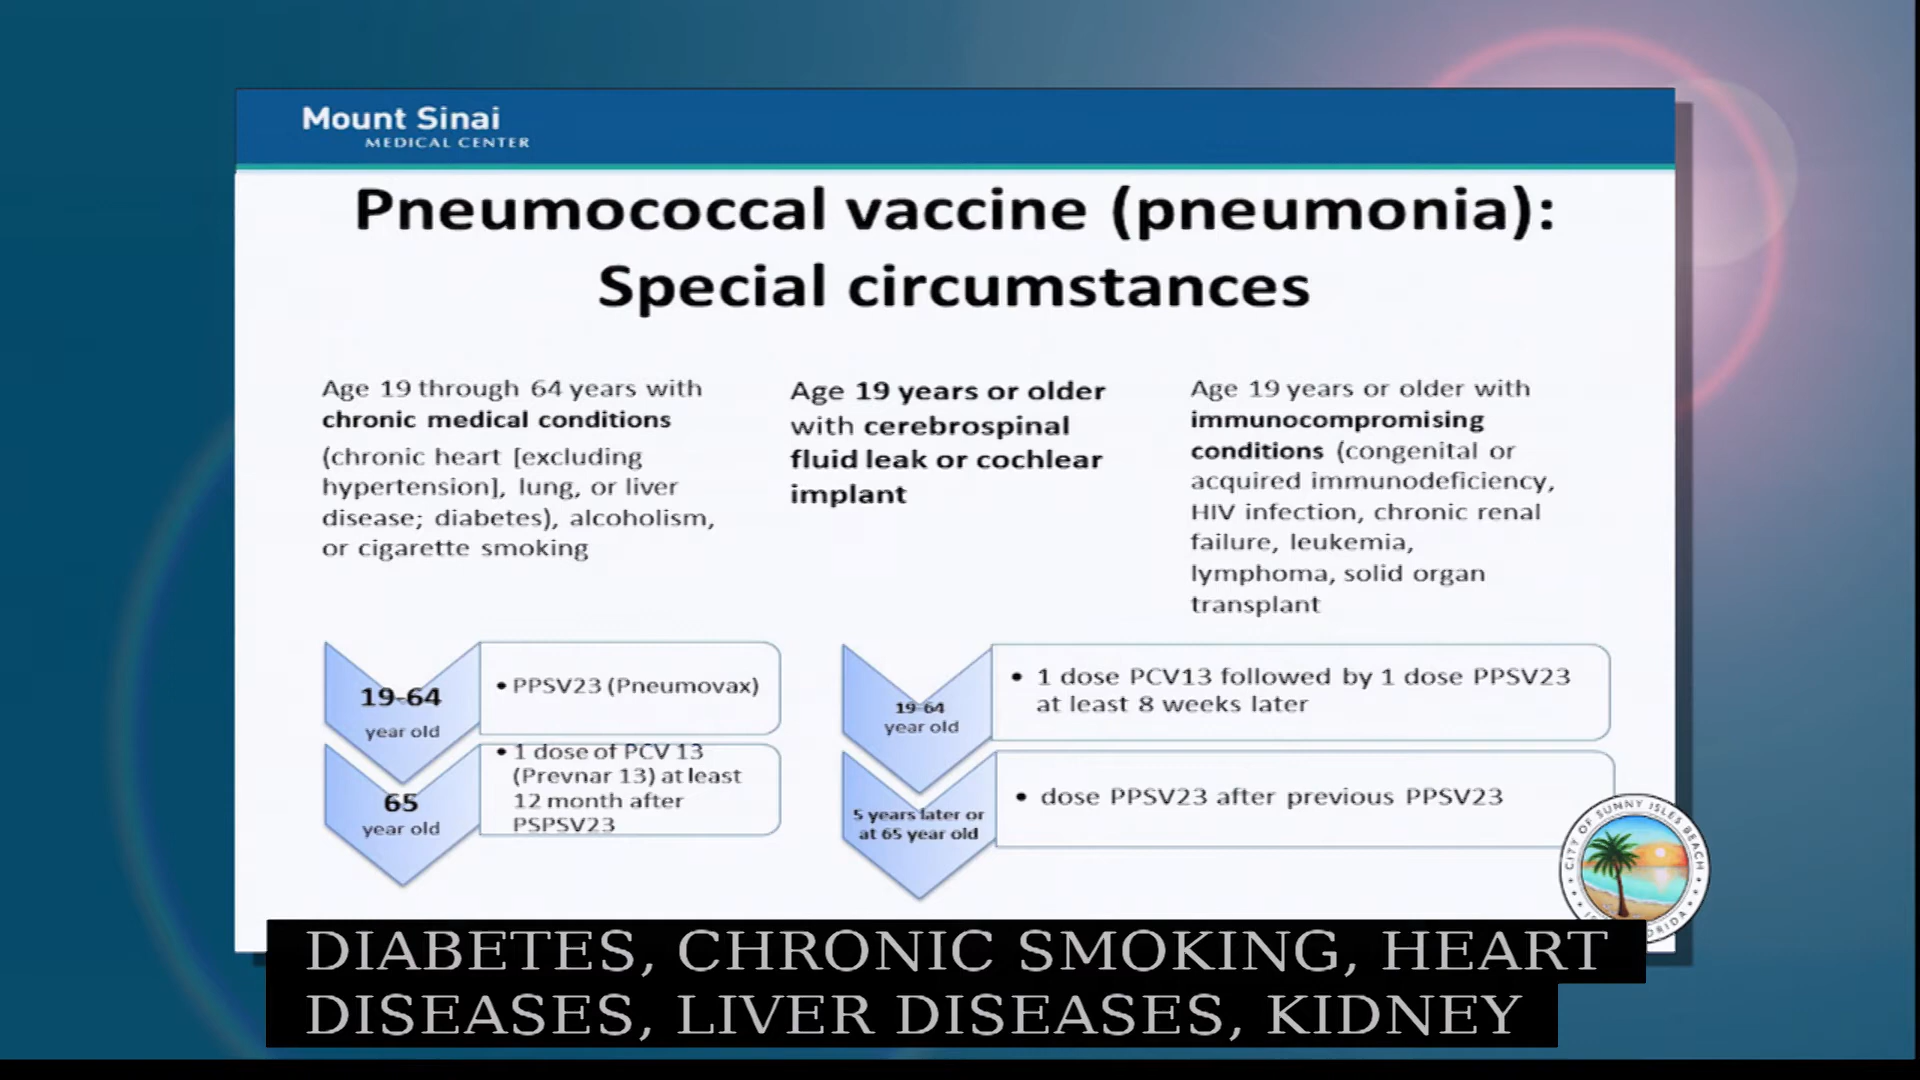 Mount Sinai
MEDICAL CENTER
Pneumococcal vaccine (pneumonia):
Special circumstances
Age 19 through 64 years with
chronic medical conditions
(chronic heart [excluding
hypertension], lung, or liver
disease; diabetes), alcoholism,
or cigarette smoking
Age 19 years or older
with cerebrospinal
fluid leak or cochlear
implant
Age 19 years or older with
immunocompromising
conditions (congenital or
acquired immunodeficiency,
HIV infection, chronic renal
failure, leukemia,
lymphoma, solid organ
transplant
19-64
year old
• PPSV23 (Pneumovax)
65
year old
• 1 dose of PCV 13
(Prevnar 13) at least
12 month after
PSPSV23
19-64
year old
• 1 dose PCV13 followed by 1 dose PPSV23
at least 8 weeks later
5 years later or
at 65 year old
• dose PPSV23 after previous PPSV23
CITY OF SUNNY ISLES BEACH
DIABETES, CHRONIC SMOKING, HEART
DISEASES, LIVER DISEASES, KIDNEY